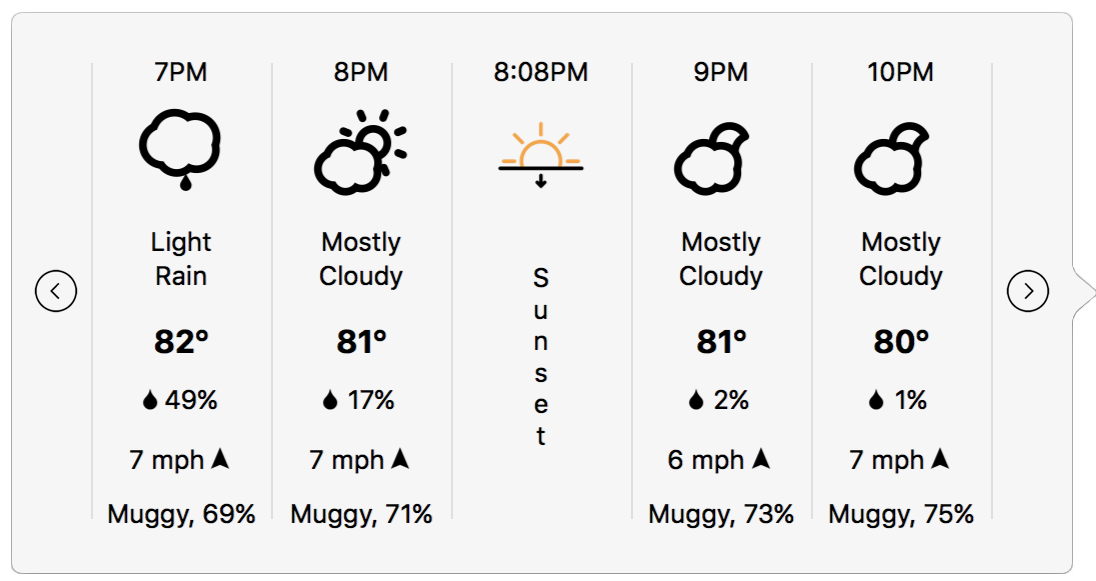 7PM
Light
Rain
82°
49%
7 mph
Muggy, 69%
8PM
Mostly
Cloudy
81°
17%
7 mph
Muggy, 71%
8:08PM
S
u
n
s
e
t
9PM
Mostly
Cloudy
81°
2%
6 mph
Muggy, 73%
10PM
Mostly
Cloudy
80°
1%
7 mph
Muggy, 75%